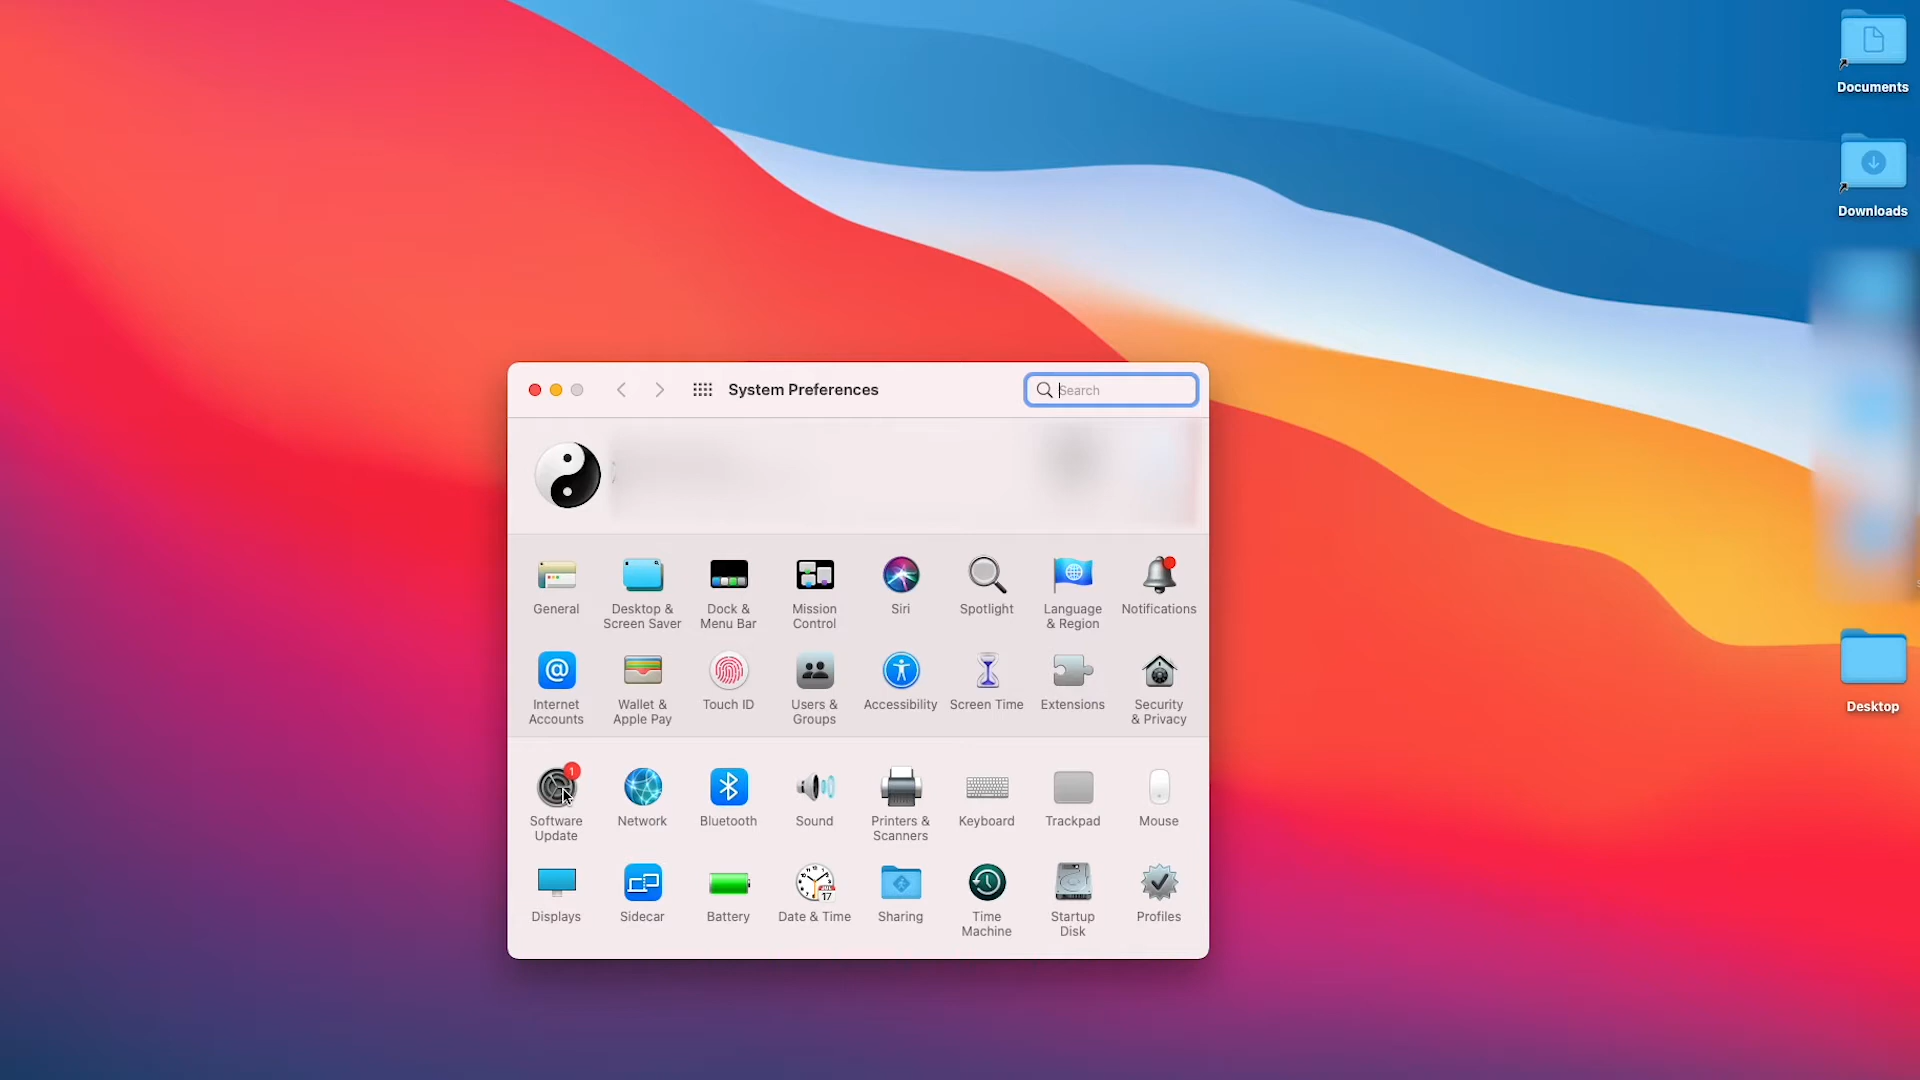 Documents
Downloads
System Preferences
Search
General
Desktop &
Screen Saver
Dock &
Menu Bar
Mission
Control
Siri
Spotlight
Language
& Region
Notifications
Internet
Accounts
Wallet &
Apple Pay
Touch ID
Users &
Groups
Accessibility
Screen Time
Extensions
Security
& Privacy
1
Software
Update
Network
Bluetooth
Sound
Printers &
Scanners
Keyboard
Trackpad
Mouse
Displays
Sidecar
Battery
JUL
17
Date & Time
Sharing
Time
Machine
Startup
Disk
Profiles
Desktop